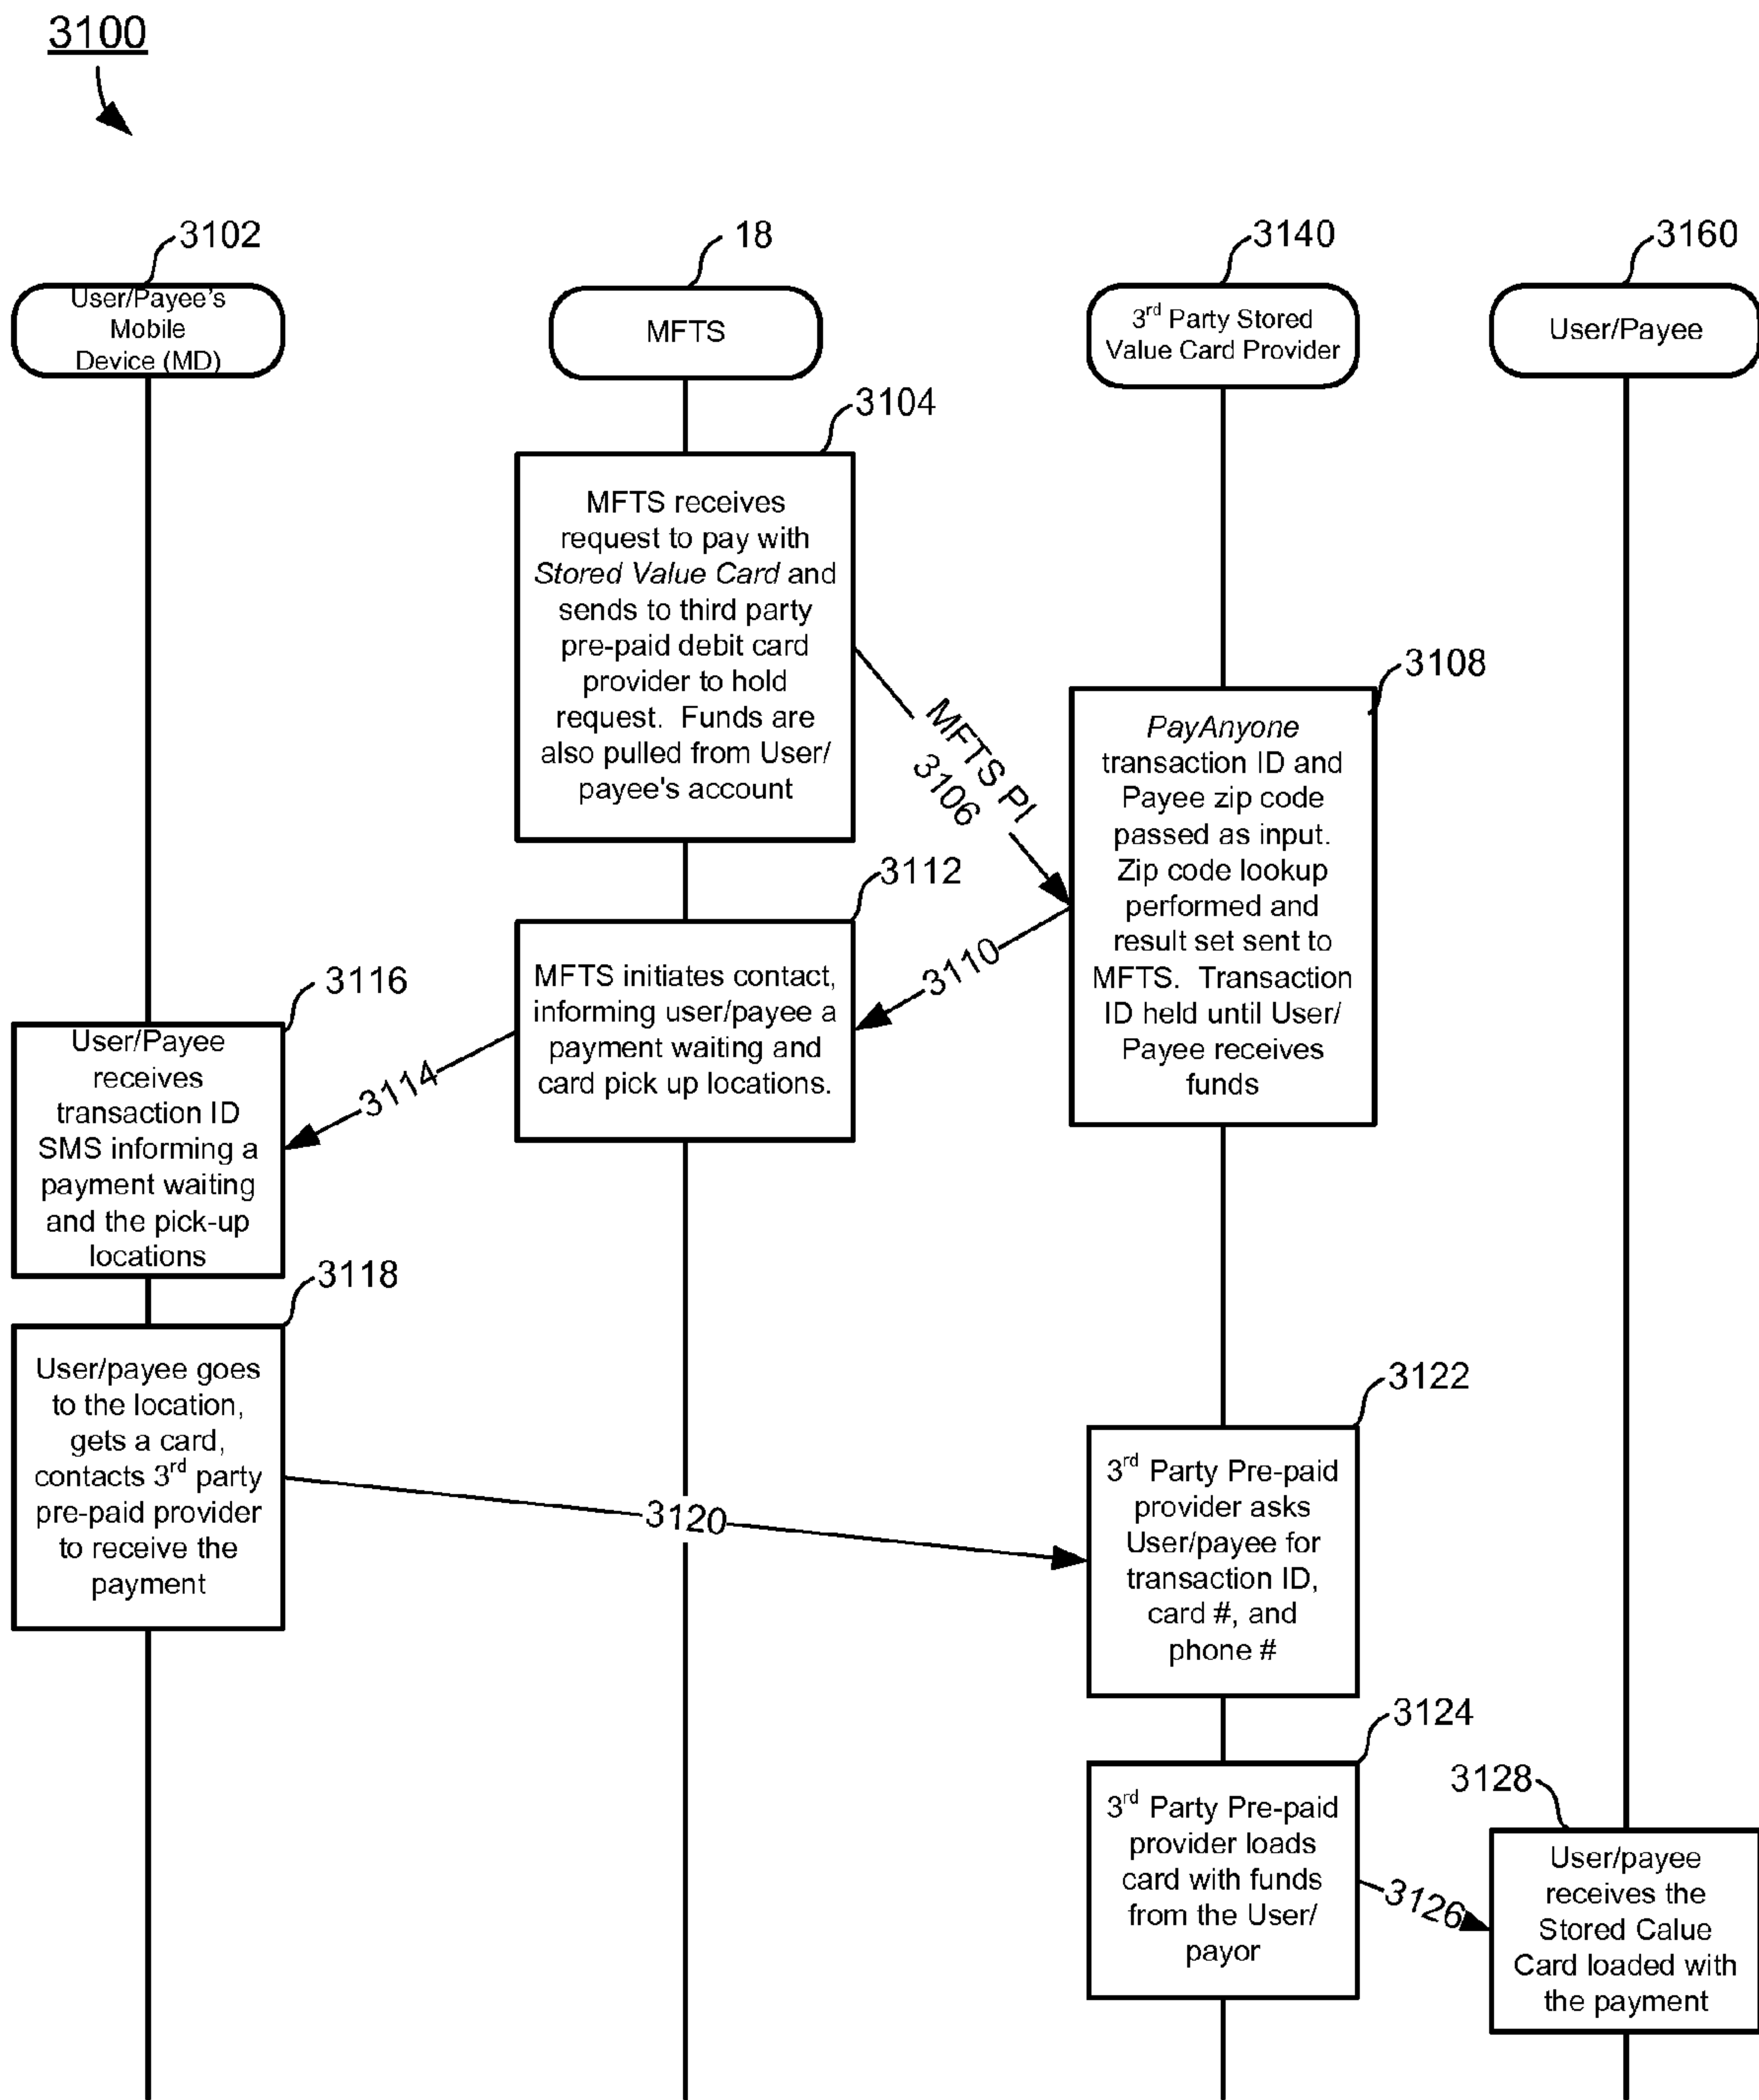 3100
3102
18
3140
3160
User/Payee's
Mobile
Device (MD)
MFTS
3rd Party Stored
Value Card Provider
User/Payee
3104
MFTS receives
request to pay with
Stored Value Card and
sends to third party
pre-paid debit card
provider to hold
request. Funds are
also pulled from User/
payee's account
MFTS PI
3106
3108
PayAnyone
transaction ID and
Payee zip code
passed as input.
Zip code lookup
performed and
result set sent to
MFTS. Transaction
ID held until User/
Payee receives
funds
3110
3112
MFTS initiates contact,
informing user/payee a
payment waiting and
card pick up locations.
3114
3116
User/Payee
receives
transaction ID
SMS informing a
payment waiting
and the pick-up
locations
3118
User/payee goes
to the location,
gets a card,
contacts 3rd party
pre-paid provider
to receive the
payment
3120
3122
3rd Party Pre-paid
provider asks
User/payee for
transaction ID,
card #, and
phone #
3124
3rd Party Pre-paid
provider loads
card with funds
from the User/
payor
3126
3128
User/payee
receives the
Stored Calue
Card loaded with
the payment